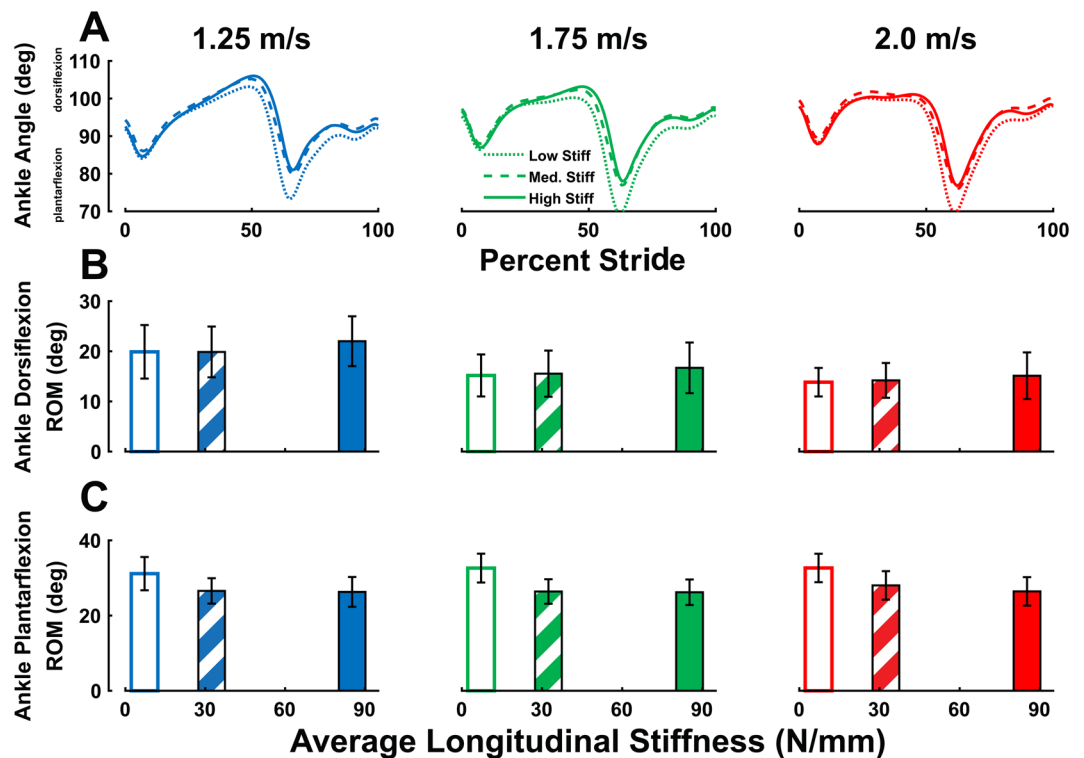 A
1.25 m/s
1.75 m/s
2.0 m/s
Ankle Angle (deg)
plantarflexion
dorsiflexion
110
100
90
80
70
Low Stiff
Med. Stiff
High Stiff
0
50
100
0
50
100
0
50
100
Percent Stride
B
Ankle Dorsiflexion
ROM (deg)
30
20
10
0
C
Ankle Plantarflexion
ROM (deg)
40
20
0
0
30
60
90
0
30
60
90
0
30
60
90
Average Longitudinal Stiffness (N/mm)